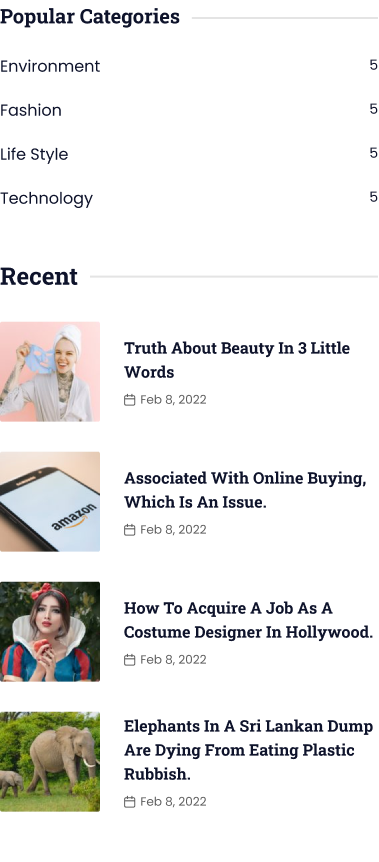 Popular Categories
Environment 5
Fashion 5
Life Style 5
Technology 5
Recent
Truth About Beauty In 3 Little
Words
Feb 8, 2022
amazon
Associated With Online Buying,
Which Is An Issue.
Feb 8, 2022
How To Acquire A Job As A
Costume Designer In Hollywood.
Feb 8, 2022
Elephants In A Sri Lankan Dump
Are Dying From Eating Plastic
Rubbish.
Feb 8, 2022